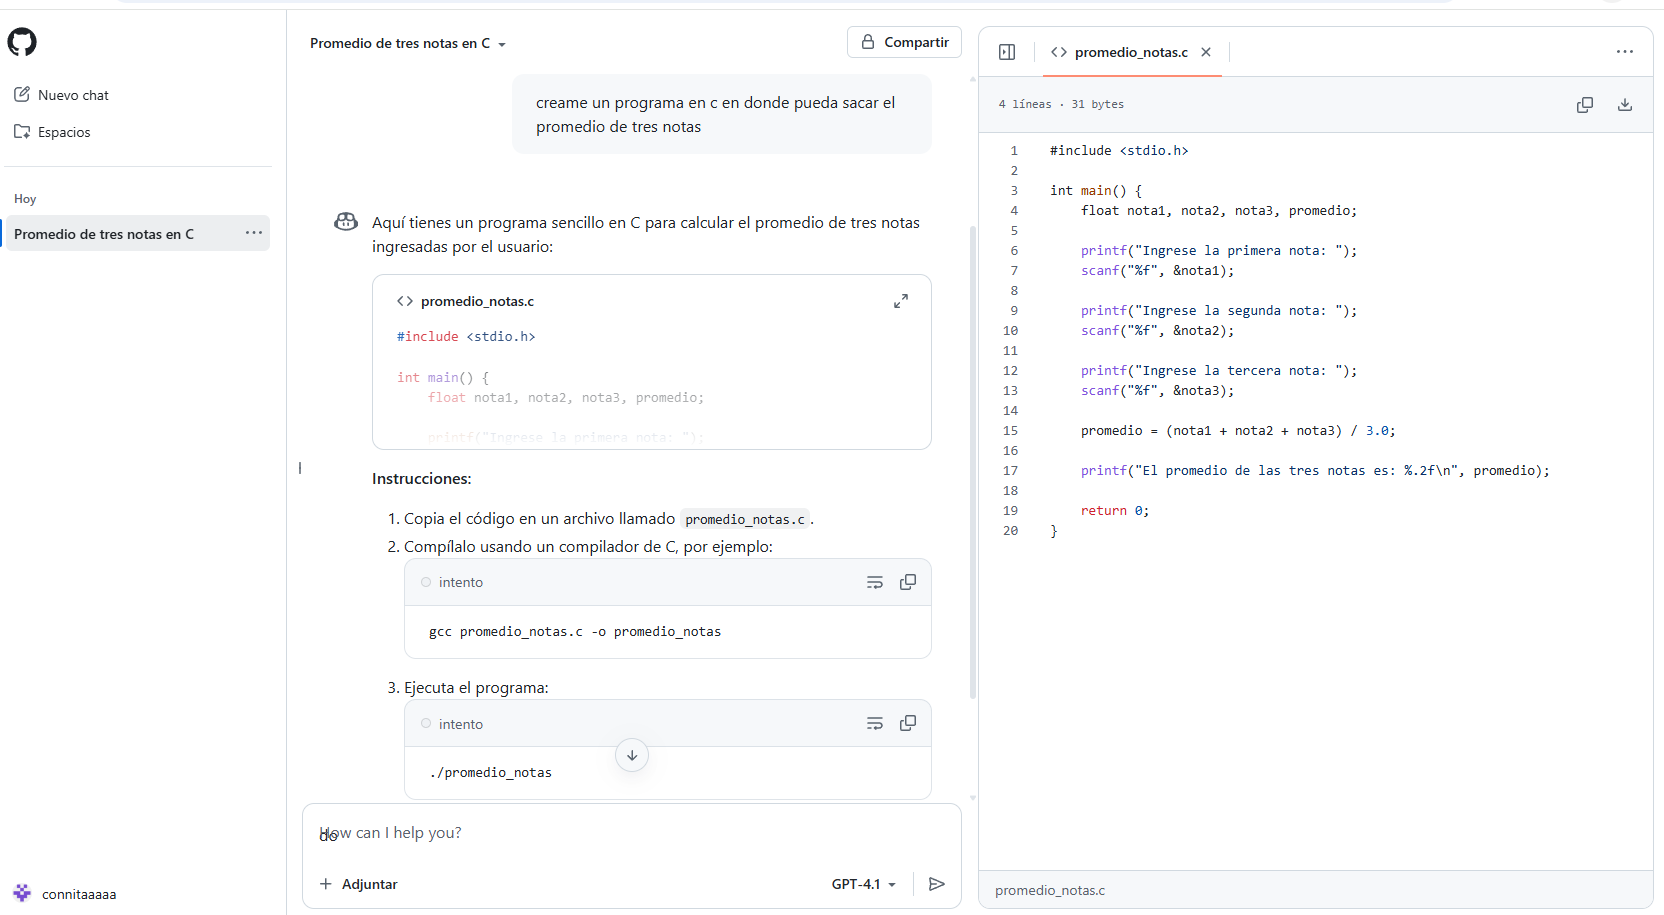 Nuevo chat
Espacios
Hoy
Promedio de tres notas en C
connitaaaaa
Promedio de tres notas en C
Compartir
creame un programa en c en donde pueda sacar el
promedio de tres notas
Aquí tienes un programa sencillo en C para calcular el promedio de tres notas
ingresadas por el usuario:
promedio_notas.c
#include <stdio.h>
int main() {
float nota1, nota2, nota3, promedio;
printf("Ingrese la primera nota: ");
Instrucciones:
1. Copia el código en un archivo llamado promedio_notas.c.
2. Compílalo usando un compilador de C, por ejemplo:
intento
gcc promedio_notas.c -o promedio_notas
3. Ejecuta el programa:
intento
./promedio_notas
How can I help you?
do
Adjuntar
GPT-4.1
promedio_notas.c
4 líneas · 31 bytes
1 #include <stdio.h>
2
3 int main() {
4     float nota1, nota2, nota3, promedio;
5
6     printf("Ingrese la primera nota: ");
7     scanf("%f", &nota1);
8
9     printf("Ingrese la segunda nota: ");
10     scanf("%f", &nota2);
11
12     printf("Ingrese la tercera nota: ");
13     scanf("%f", &nota3);
14
15     promedio = (nota1 + nota2 + nota3) / 3.0;
16
17     printf("El promedio de las tres notas es: %.2f\n", promedio);
18
19     return 0;
20 }
promedio_notas.c